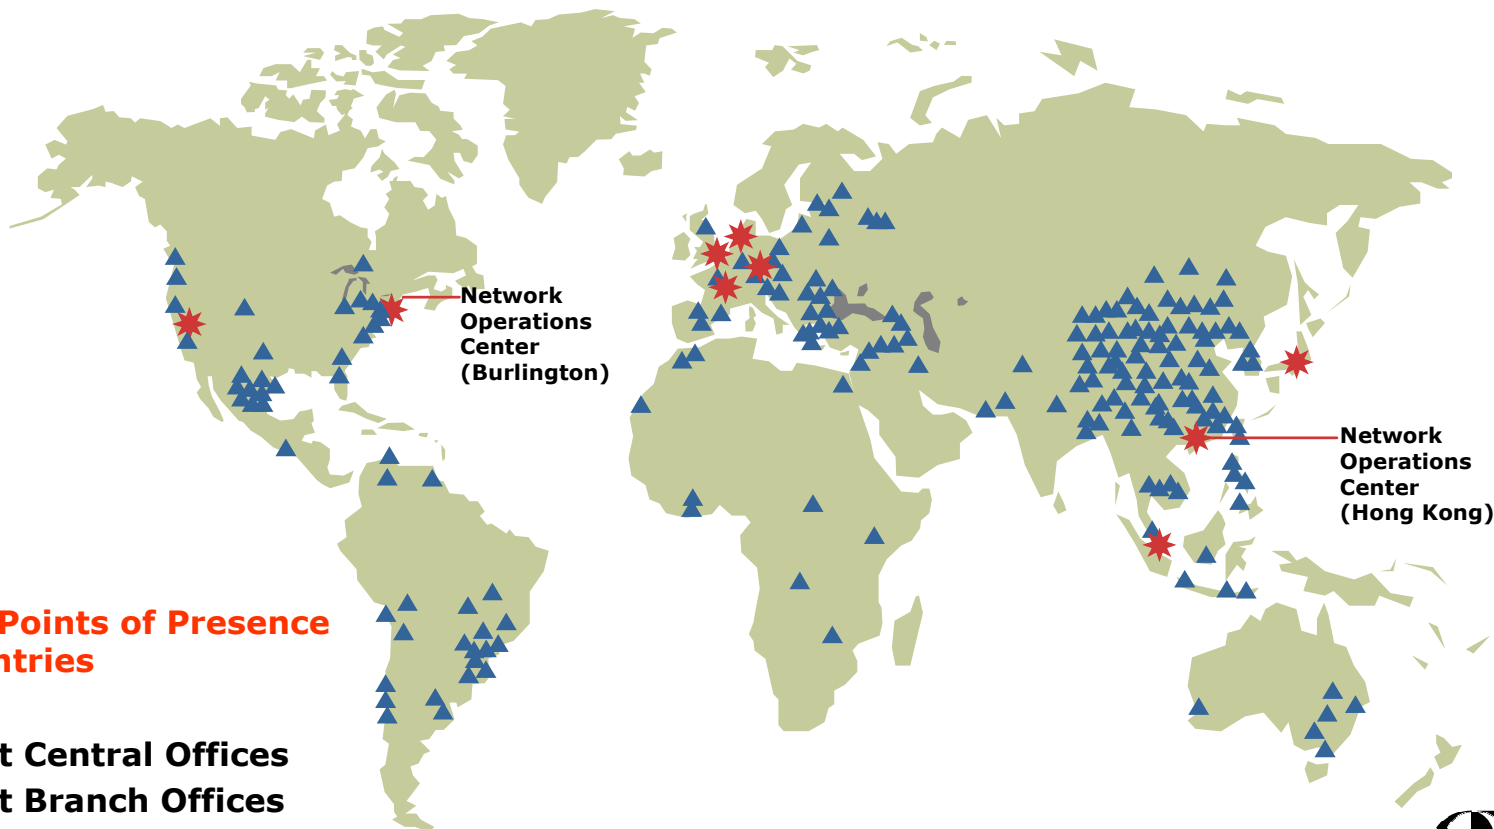 Network
Operations
Center
(Burlington)
Network
Operations
Center
(Hong Kong)
Points of Presence
ntries
t Central Offices
t Branch Offices